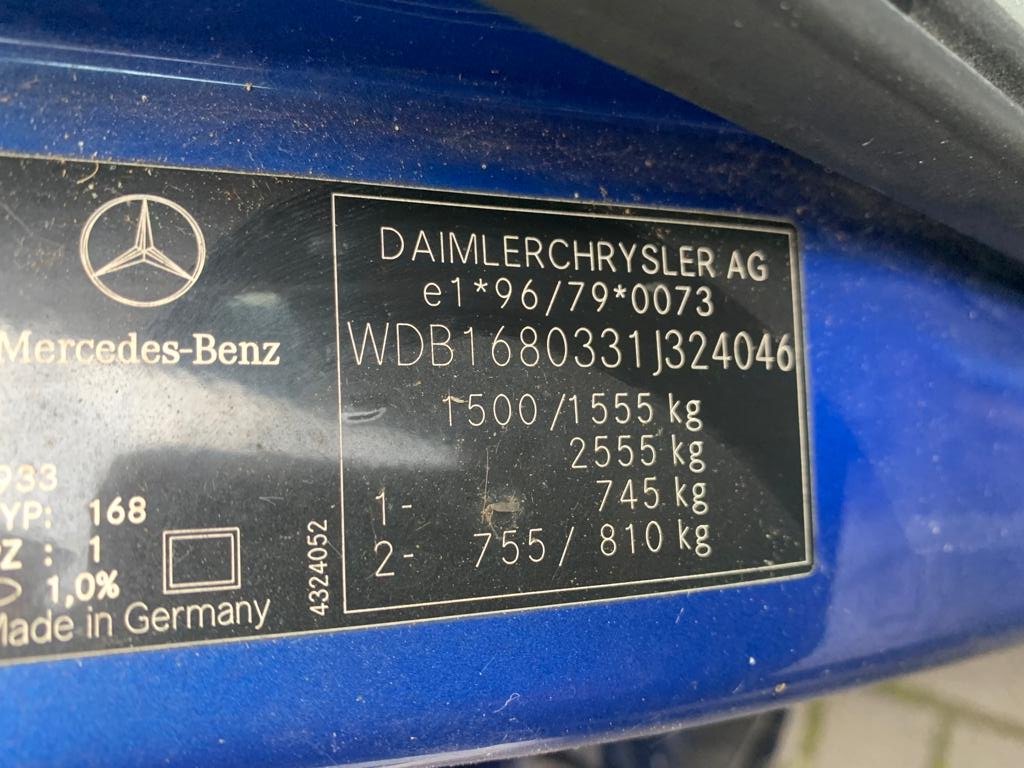 Mercedes-Benz
933
TYP: 168
Z : 1
1,0%
Made in Germany
4324052
DAIMLERCHRYSLER AG
e1*96/79*0073
WDB1680331J324046
1500/1555 kg
2555 kg
1- 745 kg
2- 755/ 810 kg